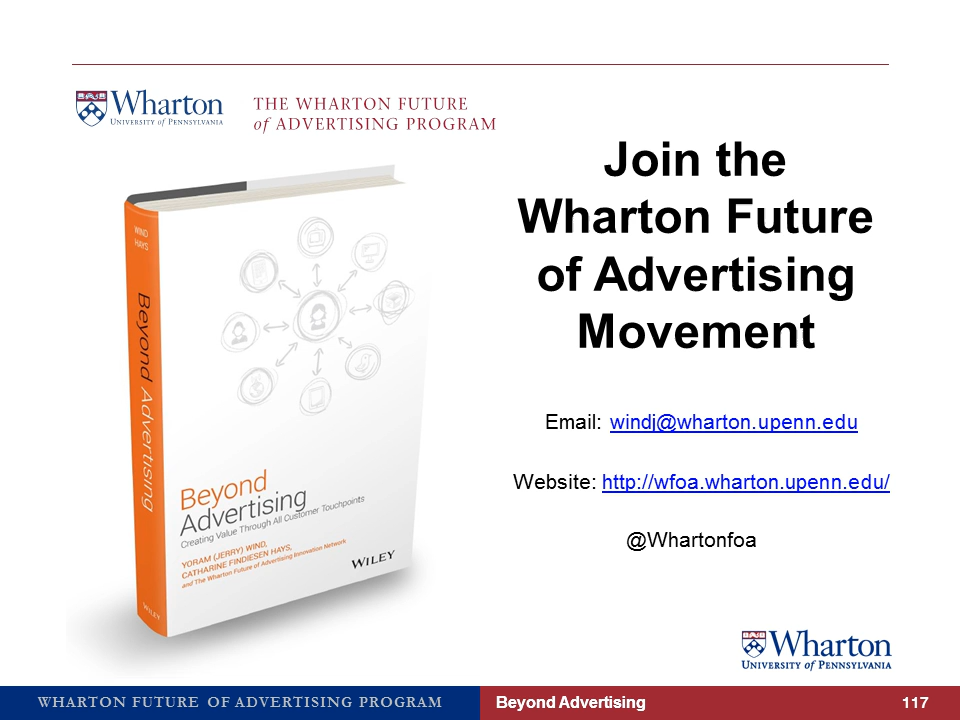 Wharton
UNIVERSITY of PENNSYLVANIA
THE WHARTON FUTURE
of ADVERTISING PROGRAM
WIND
HAYS
Beyond Advertising
WILEY
Beyond
Advertising
Creating Value Through All Customer Touchpoints
YORAM (JERRY) WIND,
CATHARINE FINDIESEN HAYS,
and The Wharton Future of Advertising Innovation Network
WILEY
Join the
Wharton Future
of Advertising
Movement
Email: windj@wharton.upenn.edu
Website: http://wfoa.wharton.upenn.edu/
@Whartonfoa
Wharton
UNIVERSITY of PENNSYLVANIA
WHARTON FUTURE OF ADVERTISING PROGRAM
Beyond Advertising
117